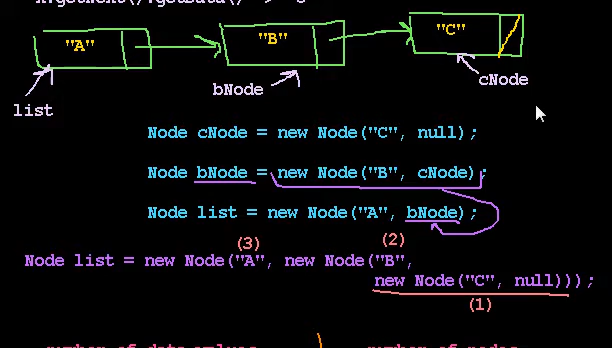 "A" "B" "C"
cNode
bNode
list
Node cNode = new Node("C", null);
Node bNode = new Node("B", cNode);
Node list = new Node("A", bNode);
(3) (2)
Node list = new Node("A", new Node("B",
new Node("C", null)));
(1)